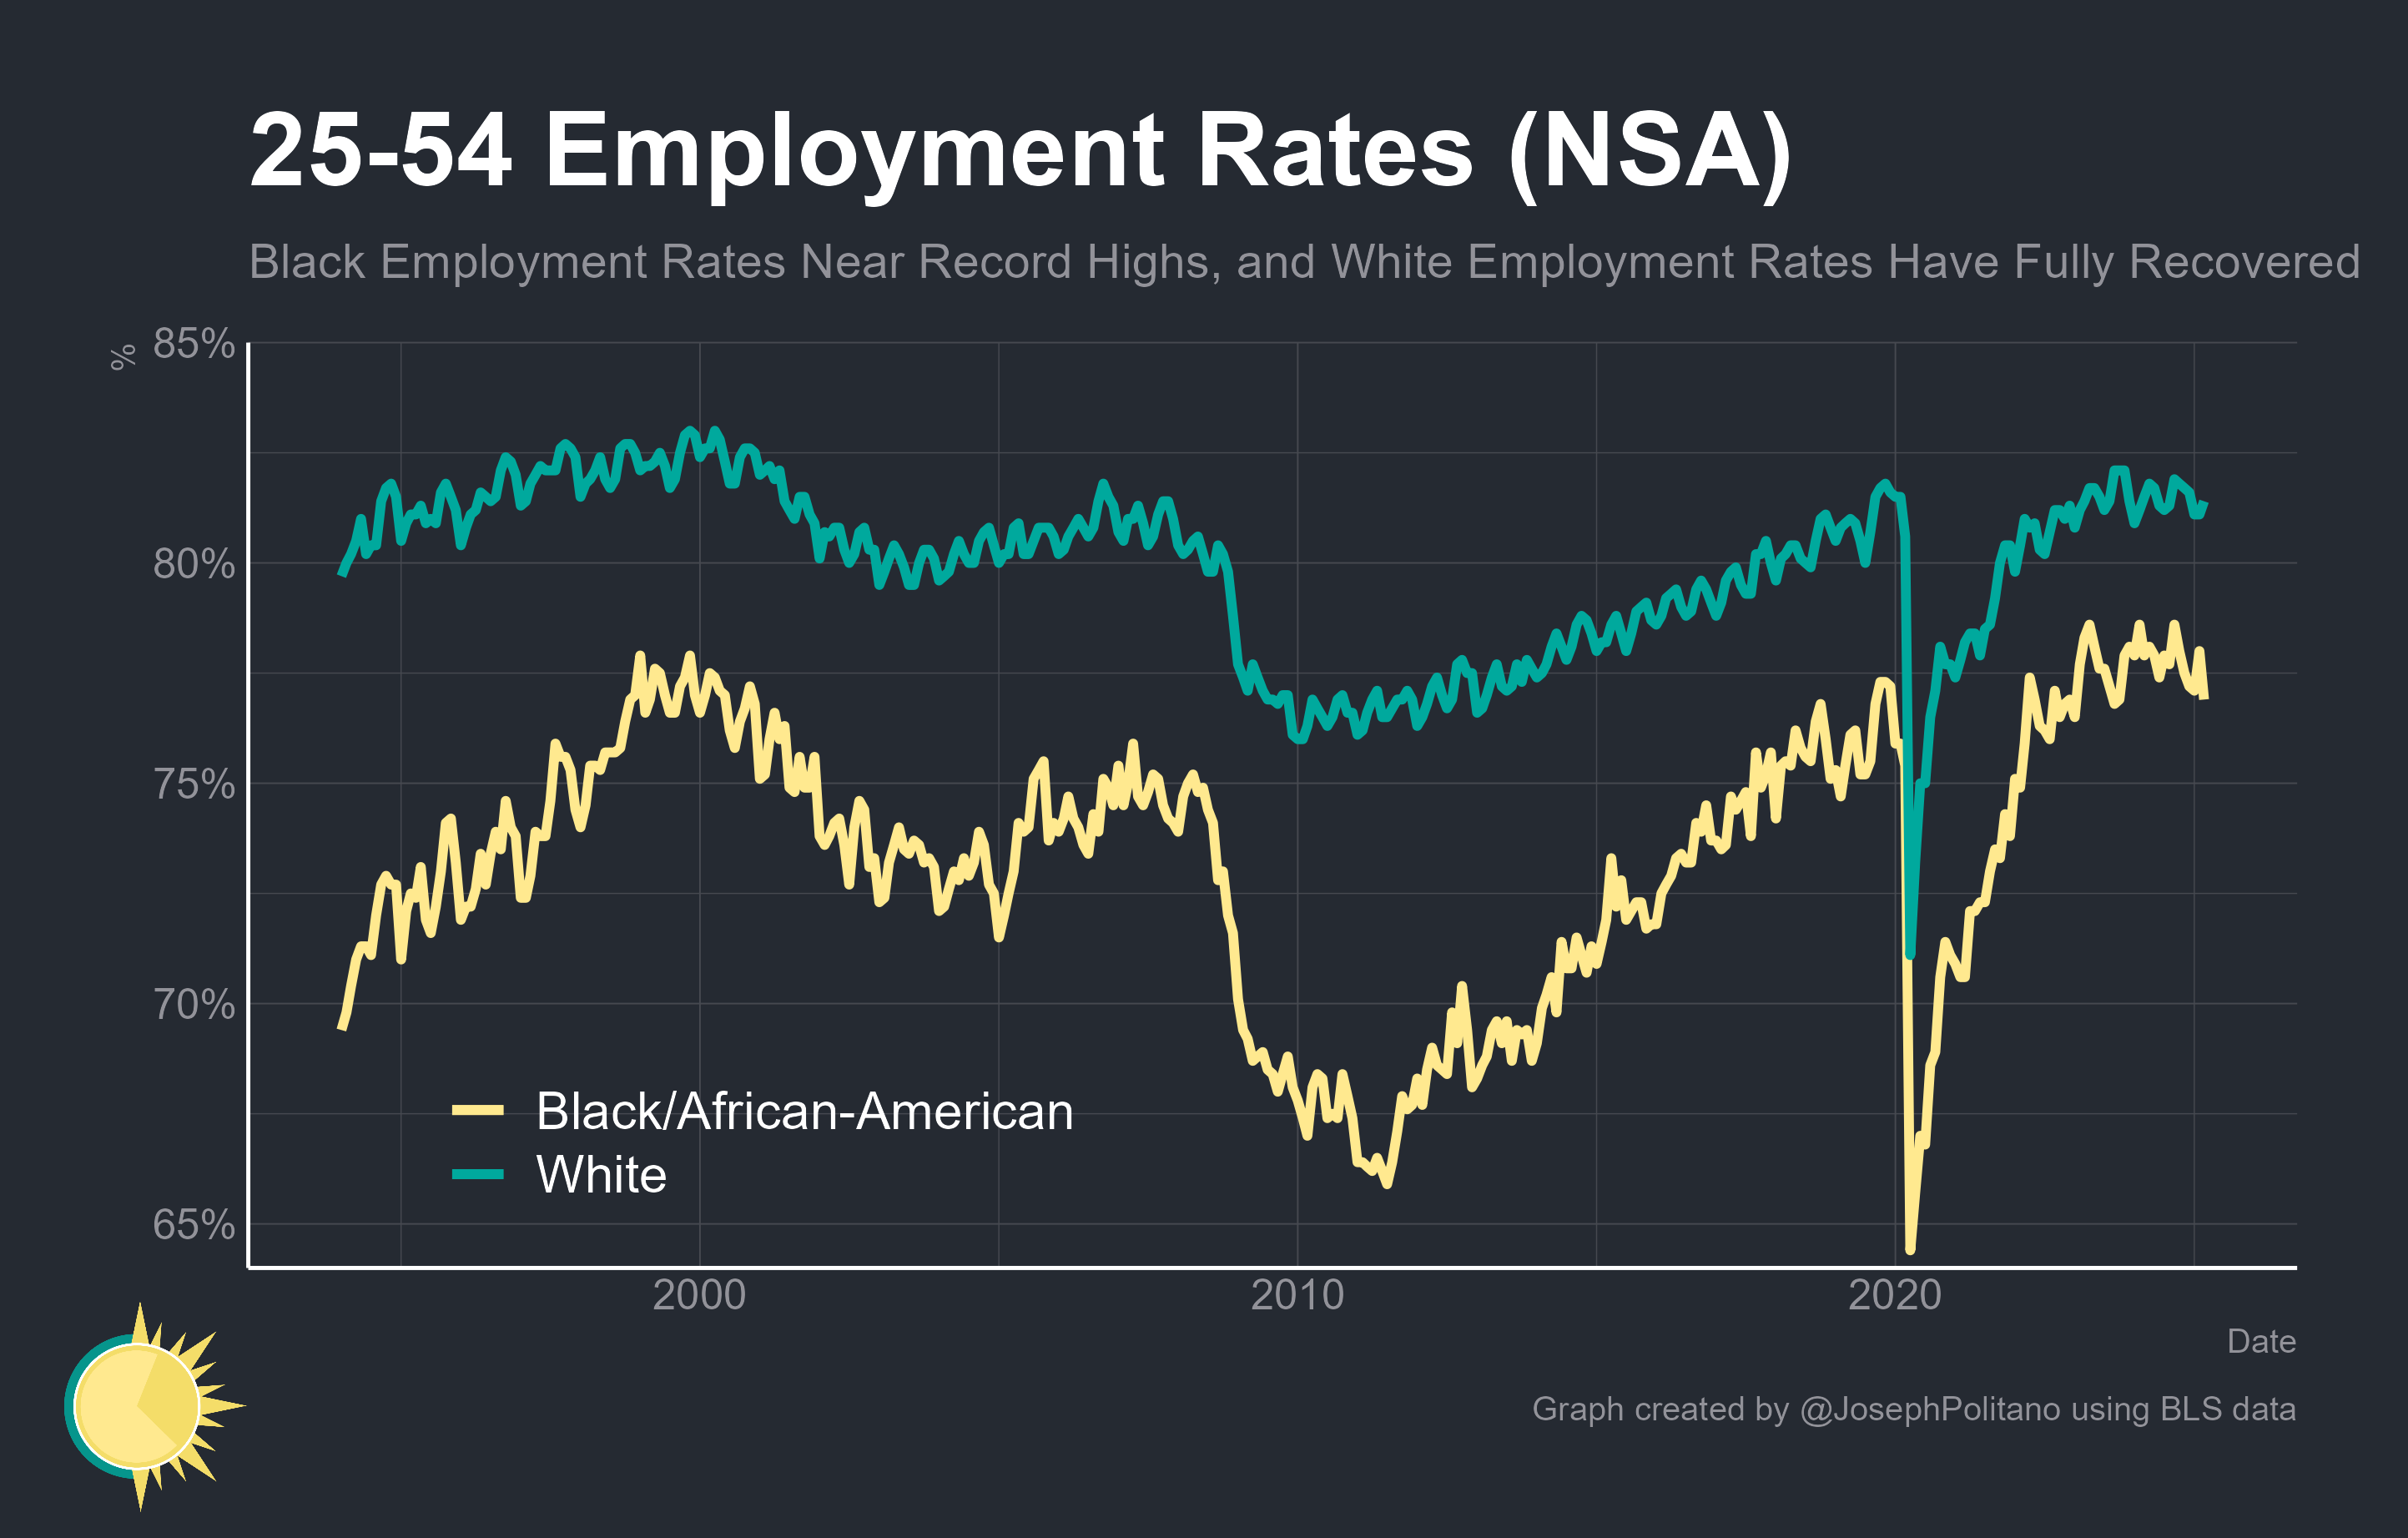 25-54 Employment Rates (NSA)
Black Employment Rates Near Record Highs, and White Employment Rates Have Fully Recovered
%
85%
80%
75%
70%
65%
Black/African-American
White
2000
2010
2020
Date
Graph created by @JosephPolitano using BLS data